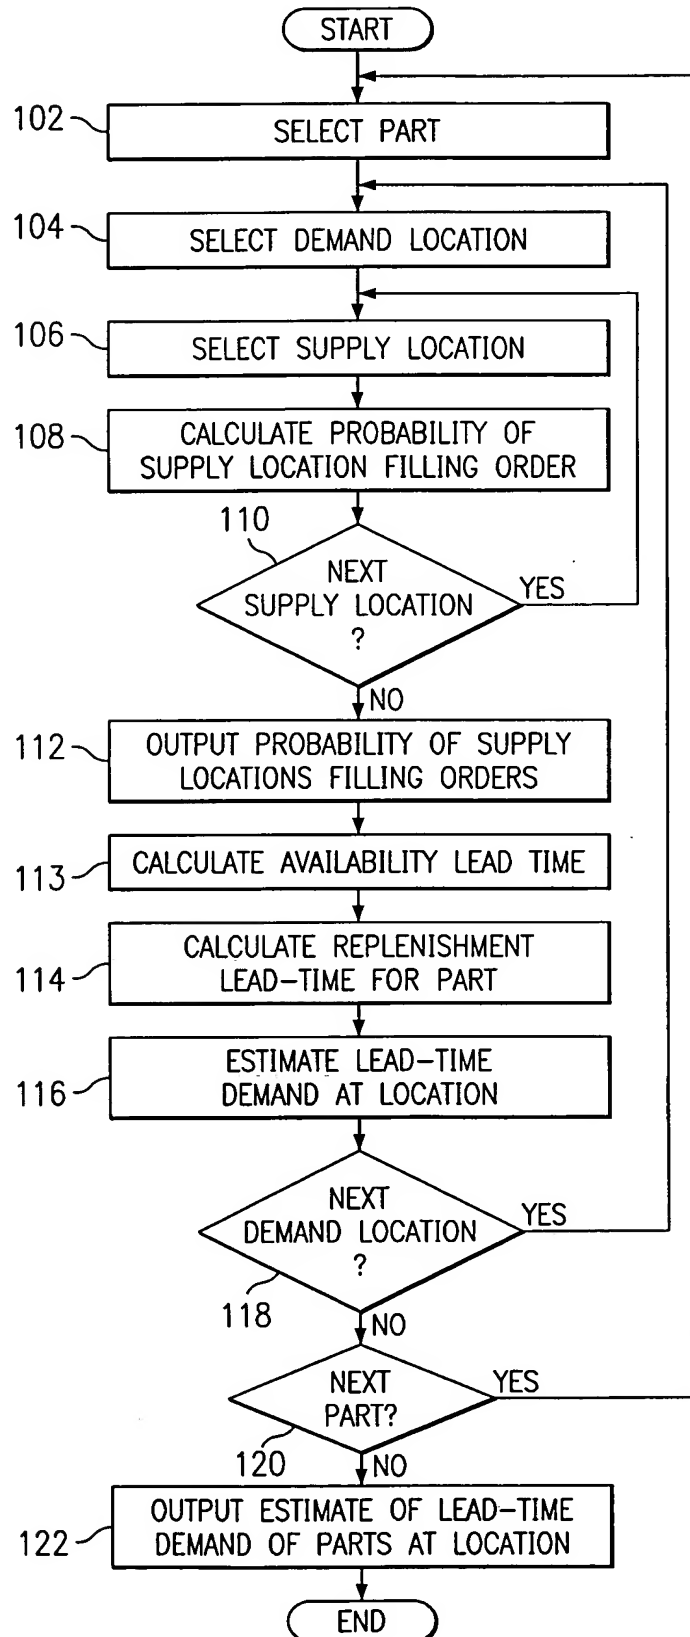 START
102
SELECT PART
104
SELECT DEMAND LOCATION
106
SELECT SUPPLY LOCATION
108
CALCULATE PROBABILITY OF
SUPPLY LOCATION FILLING ORDER
110
NEXT
SUPPLY LOCATION
?
YES
NO
112
OUTPUT PROBABILITY OF SUPPLY
LOCATIONS FILLING ORDERS
113
CALCULATE AVAILABILITY LEAD TIME
114
CALCULATE REPLENISHMENT
LEAD-TIME FOR PART
116
ESTIMATE LEAD-TIME
DEMAND AT LOCATION
NEXT
DEMAND LOCATION
?
YES
118
NO
NEXT
PART?
YES
120
NO
122
OUTPUT ESTIMATE OF LEAD-TIME
DEMAND OF PARTS AT LOCATION
END